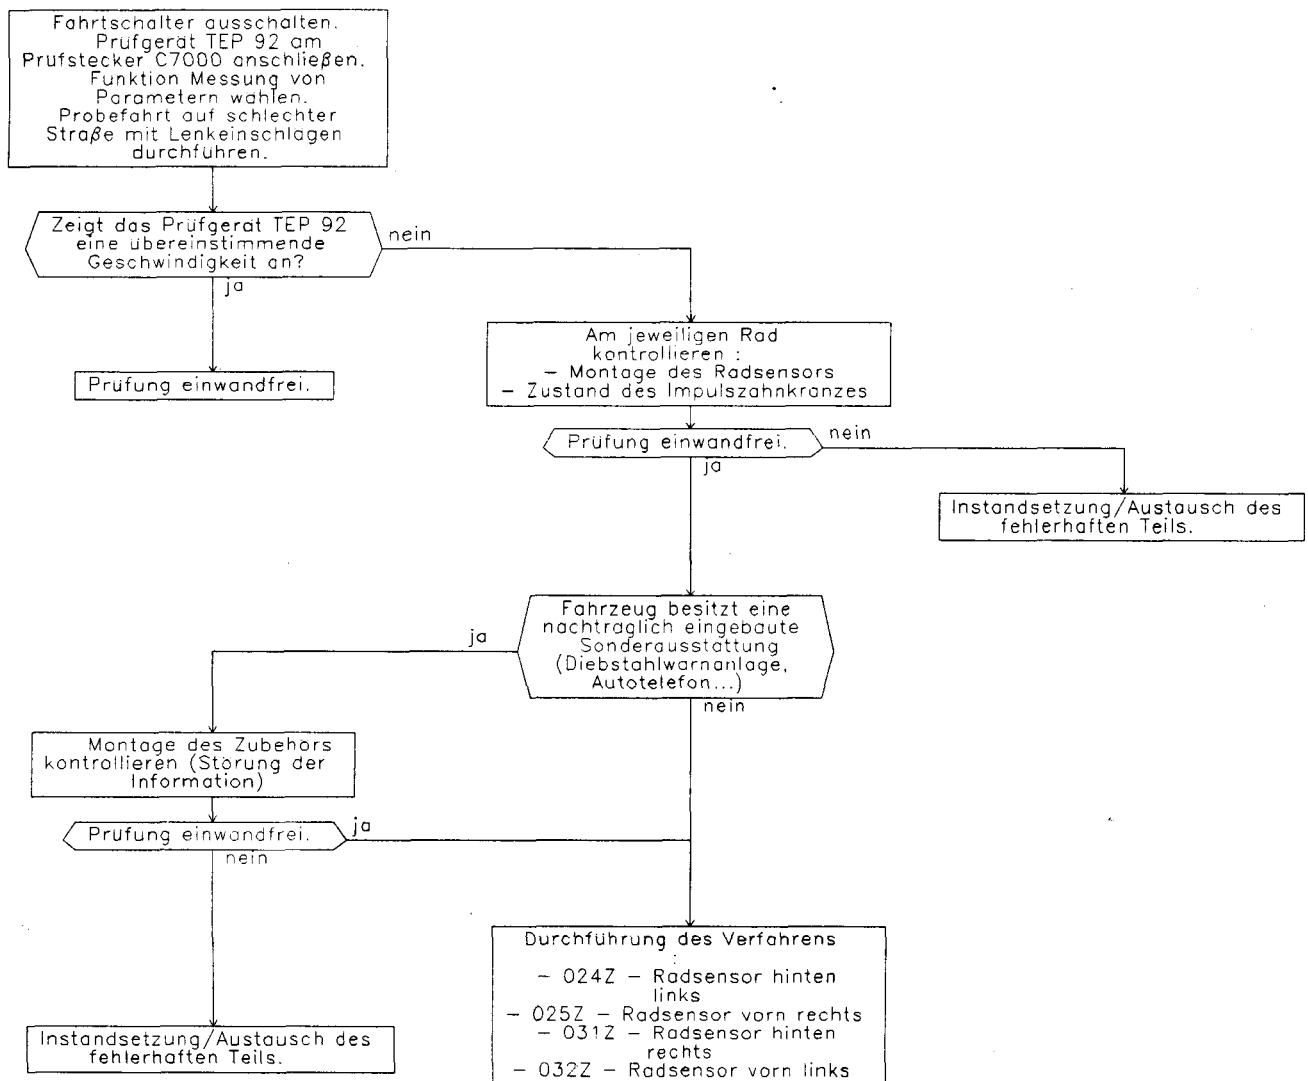 Fahrtschalter ausschalten.
Prüfgerät TEP 92 am
Prüfstecker C7000 anschließen.
Funktion Messung von
Parametern wählen.
Probefahrt auf schlechter
Straße mit Lenkeinschlägen
durchführen.
Zeigt das Prüfgerät TEP 92
eine übereinstimmende
Geschwindigkeit an?
nein
ja
Prüfung einwandfrei.
Am jeweiligen Rad
kontrollieren :
– Montage des Radsensors
– Zustand des Impulszahnkranzes
Prüfung einwandfrei.
nein
ja
Instandsetzung/Austausch des
fehlerhaften Teils.
Fahrzeug besitzt eine
nachträglich eingebaute
Sonderausstattung
(Diebstahlwarnanlage,
Autotelefon...)
ja
nein
Montage des Zubehörs
kontrollieren (Störung der
Information)
Prüfung einwandfrei.
ja
nein
Instandsetzung/Austausch des
fehlerhaften Teils.
Durchführung des Verfahrens
:
– 024Z – Radsensor hinten
links
– 025Z – Radsensor vorn rechts
– 031Z – Radsensor hinten
rechts
– 032Z – Radsensor vorn links